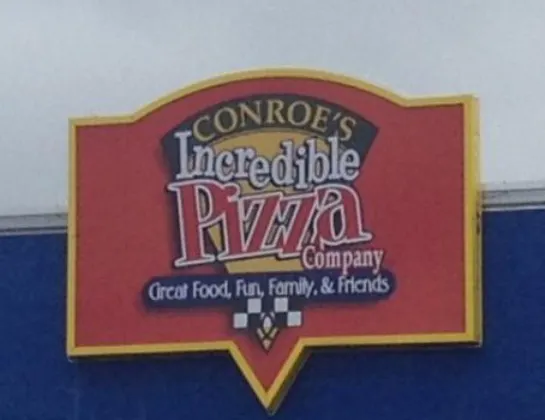 CONROE'S
Incredible
Pizza
Company
Great Food, Fun, Family, & Friends